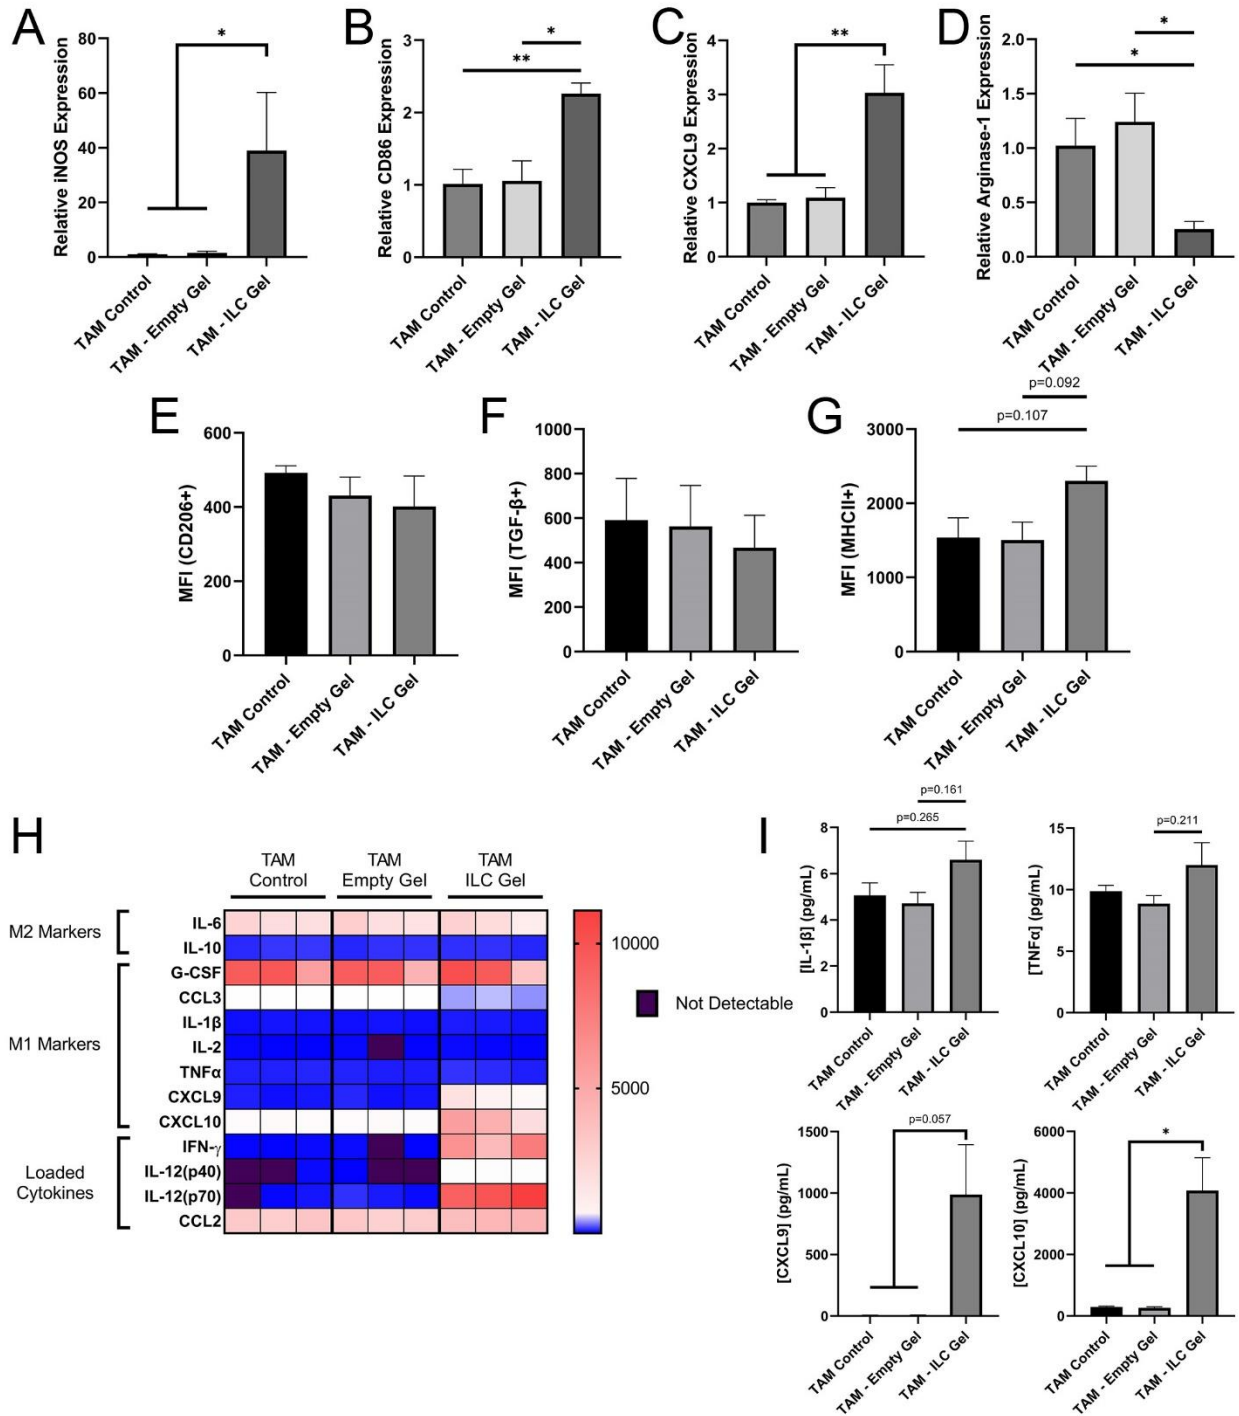 A
Relative iNOS Expression
80
60
40
20
0
*
TAM Control
TAM - Empty Gel
TAM - ILC Gel
B
Relative CD86 Expression
3
2
1
0
*
**
TAM Control
TAM - Empty Gel
TAM - ILC Gel
C
Relative CXCL9 Expression
4
3
2
1
0
**
TAM Control
TAM - Empty Gel
TAM - ILC Gel
D
Relative Arginase-1 Expression
2.0
1.5
1.0
0.5
0.0
*
*
TAM Control
TAM - Empty Gel
TAM - ILC Gel
E
MFI (CD206+)
600
400
200
0
TAM Control
TAM - Empty Gel
TAM - ILC Gel
F
MFI (TGF-β+)
1000
800
600
400
200
0
TAM Control
TAM - Empty Gel
TAM - ILC Gel
G
MFI (MHCII+)
p=0.092
p=0.107
3000
2000
1000
0
TAM Control
TAM - Empty Gel
TAM - ILC Gel
H
TAM
Control
TAM
Empty Gel
TAM
ILC Gel
M2 Markers
IL-6
IL-10
M1 Markers
G-CSF
CCL3
IL-1β
IL-2
TNFα
CXCL9
CXCL10
Loaded
Cytokines
IFN-γ
IL-12(p40)
IL-12(p70)
CCL2
10000
5000
Not Detectable
I
[IL-1β] (pg/mL)
p=0.161
p=0.265
8
6
4
2
0
TAM Control
TAM - Empty Gel
TAM - ILC Gel
[TNFα] (pg/mL)
p=0.211
15
10
5
0
TAM Control
TAM - Empty Gel
TAM - ILC Gel
[CXCL9] (pg/mL)
p=0.057
1500
1000
500
0
TAM Control
TAM - Empty Gel
TAM - ILC Gel
[CXCL10] (pg/mL)
*
6000
4000
2000
0
TAM Control
TAM - Empty Gel
TAM - ILC Gel